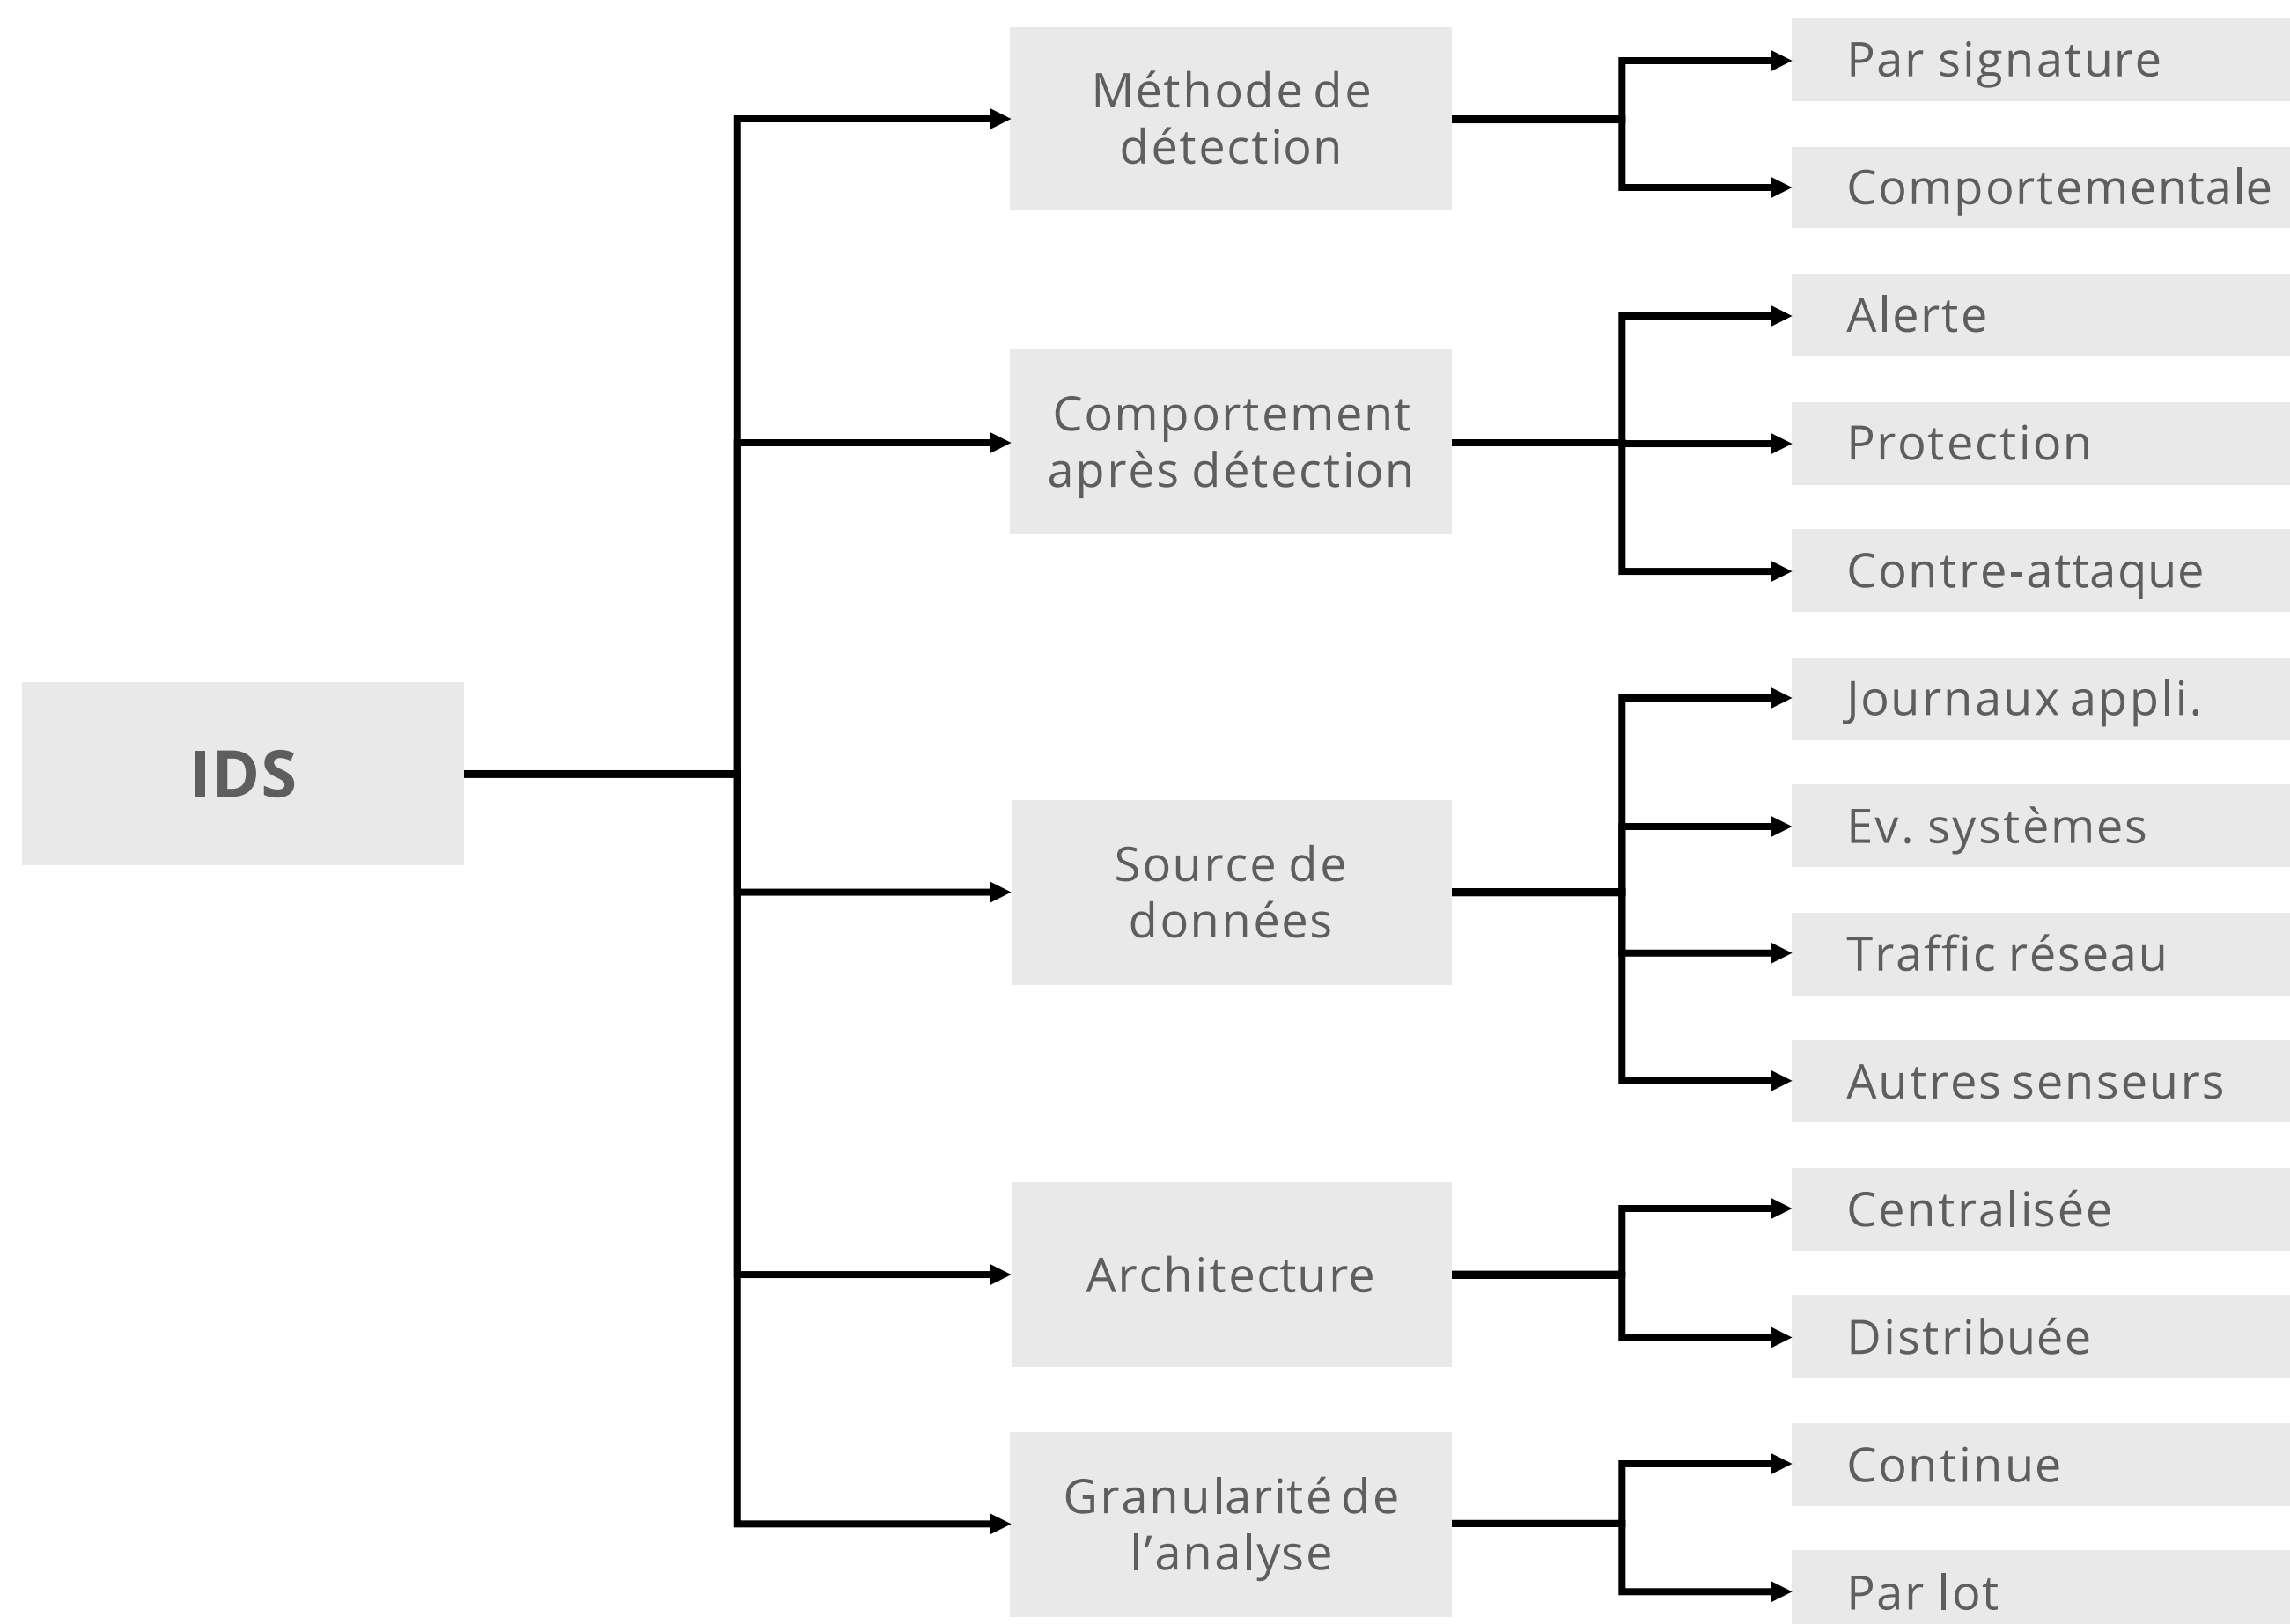 IDS
Méthode de
détection
Par signature
Comportementale
Comportement
après détection
Alerte
Protection
Contre-attaque
Source de
données
Journaux appli.
Ev. systèmes
Traffic réseau
Autres senseurs
Architecture
Centralisée
Distribuée
Granularité de
l’analyse
Continue
Par lot